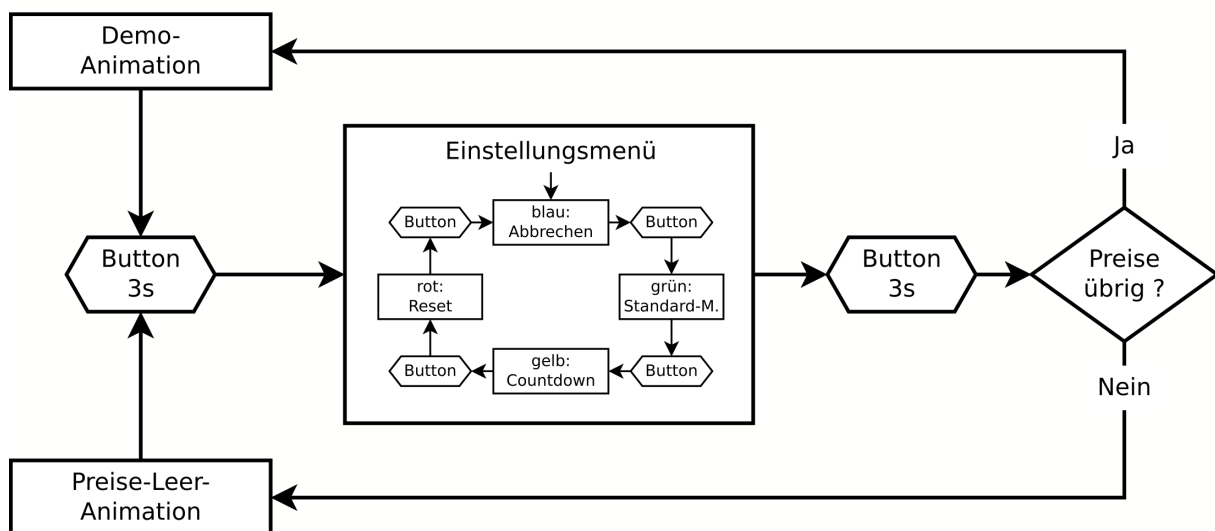 Demo-
Animation
Ja
Einstellungsmenü
Button
blau:
Abbrechen
Button
Button
3s
rot:
Reset
grün:
Standard-M.
Button
3s
Preise
übrig ?
Button
gelb:
Countdown
Button
Nein
Preise-Leer-
Animation